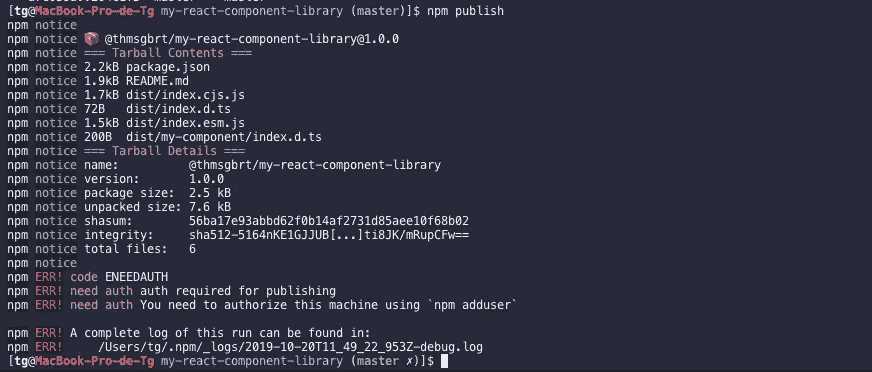 [tg@MacBook-Pro-de-Tg my-react-component-library (master)]$ npm publish
npm notice
npm notice 📦 @thmsgbrt/my-react-component-library@1.0.0
npm notice === Tarball Contents ===
npm notice 2.2kB package.json
npm notice 1.9kB README.md
npm notice 1.7kB dist/index.cjs.js
npm notice 72B dist/index.d.ts
npm notice 1.5kB dist/index.esm.js
npm notice 200B dist/my-component/index.d.ts
npm notice === Tarball Details ===
npm notice name: @thmsgbrt/my-react-component-library
npm notice version: 1.0.0
npm notice package size: 2.5 kB
npm notice unpacked size: 7.6 kB
npm notice shasum: 56ba17e93abbd62f0b14af2731d85aee10f68b02
npm notice integrity: sha512-5164nKE1GJJUB[...]ti8JK/mRupCFw==
npm notice total files: 6
npm notice
npm ERR! code ENEEDAUTH
npm ERR! need auth auth required for publishing
npm ERR! need auth You need to authorize this machine using `npm adduser`
npm ERR! A complete log of this run can be found in:
npm ERR! /Users/tg/.npm/_logs/2019-10-20T11_49_22_953Z-debug.log
[tg@MacBook-Pro-de-Tg my-react-component-library (master ✗)]$